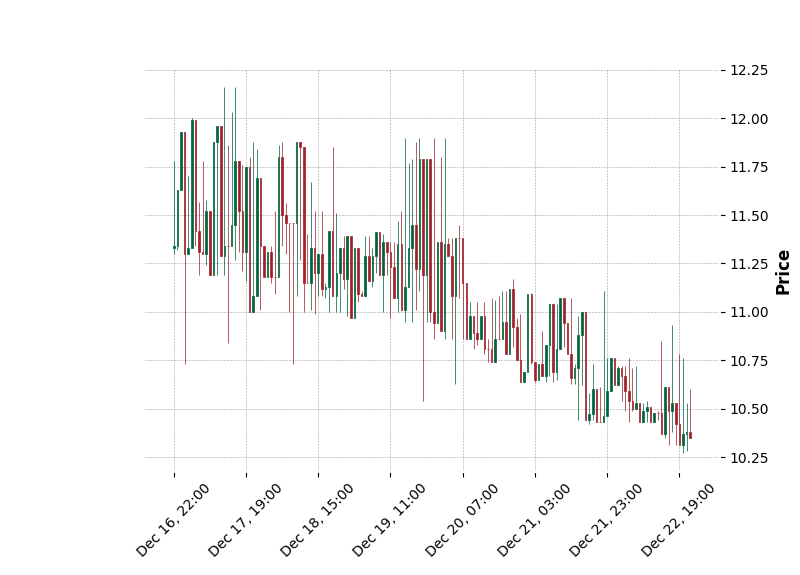 12.25
12.00
11.75
11.50
11.25
11.00
10.75
10.50
10.25
Price
Dec 16, 22:00
Dec 17, 19:00
Dec 18, 15:00
Dec 19, 11:00
Dec 20, 07:00
Dec 21, 03:00
Dec 21, 23:00
Dec 22, 19:00